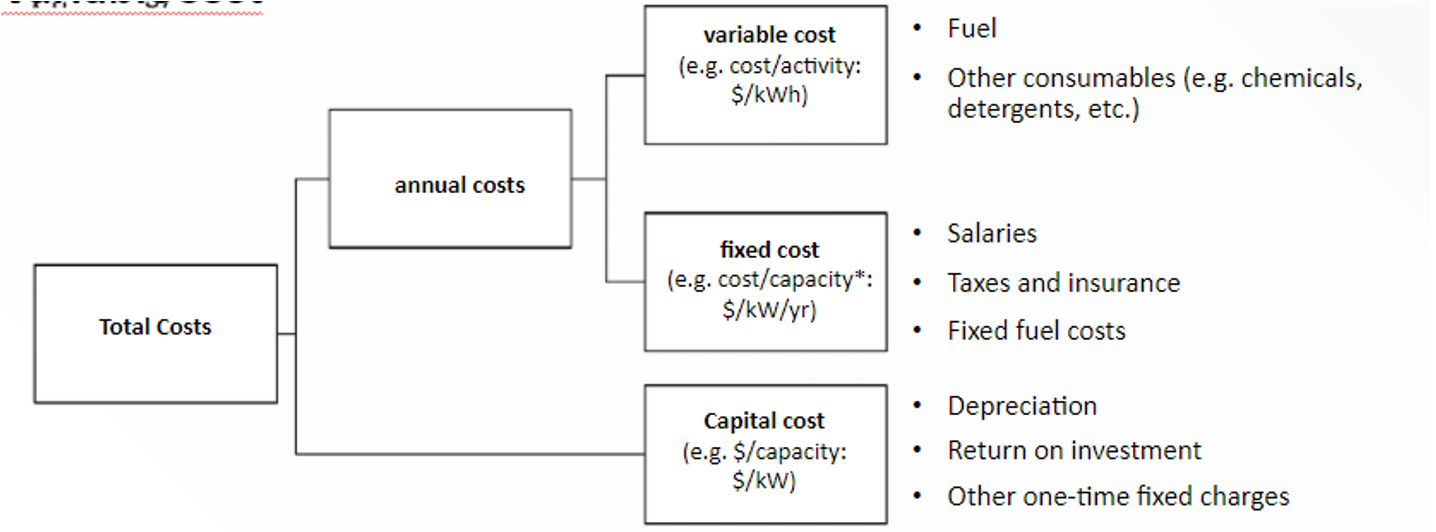 variable cost
(e.g. cost/activity:
$/kWh)
• Fuel
• Other consumables (e.g. chemicals,
detergents, etc.)
annual costs
fixed cost
(e.g. cost/capacity*:
$/kW/yr)
• Salaries
• Taxes and insurance
• Fixed fuel costs
Total Costs
Capital cost
(e.g. $/capacity:
$/kW)
• Depreciation
• Return on investment
• Other one-time fixed charges